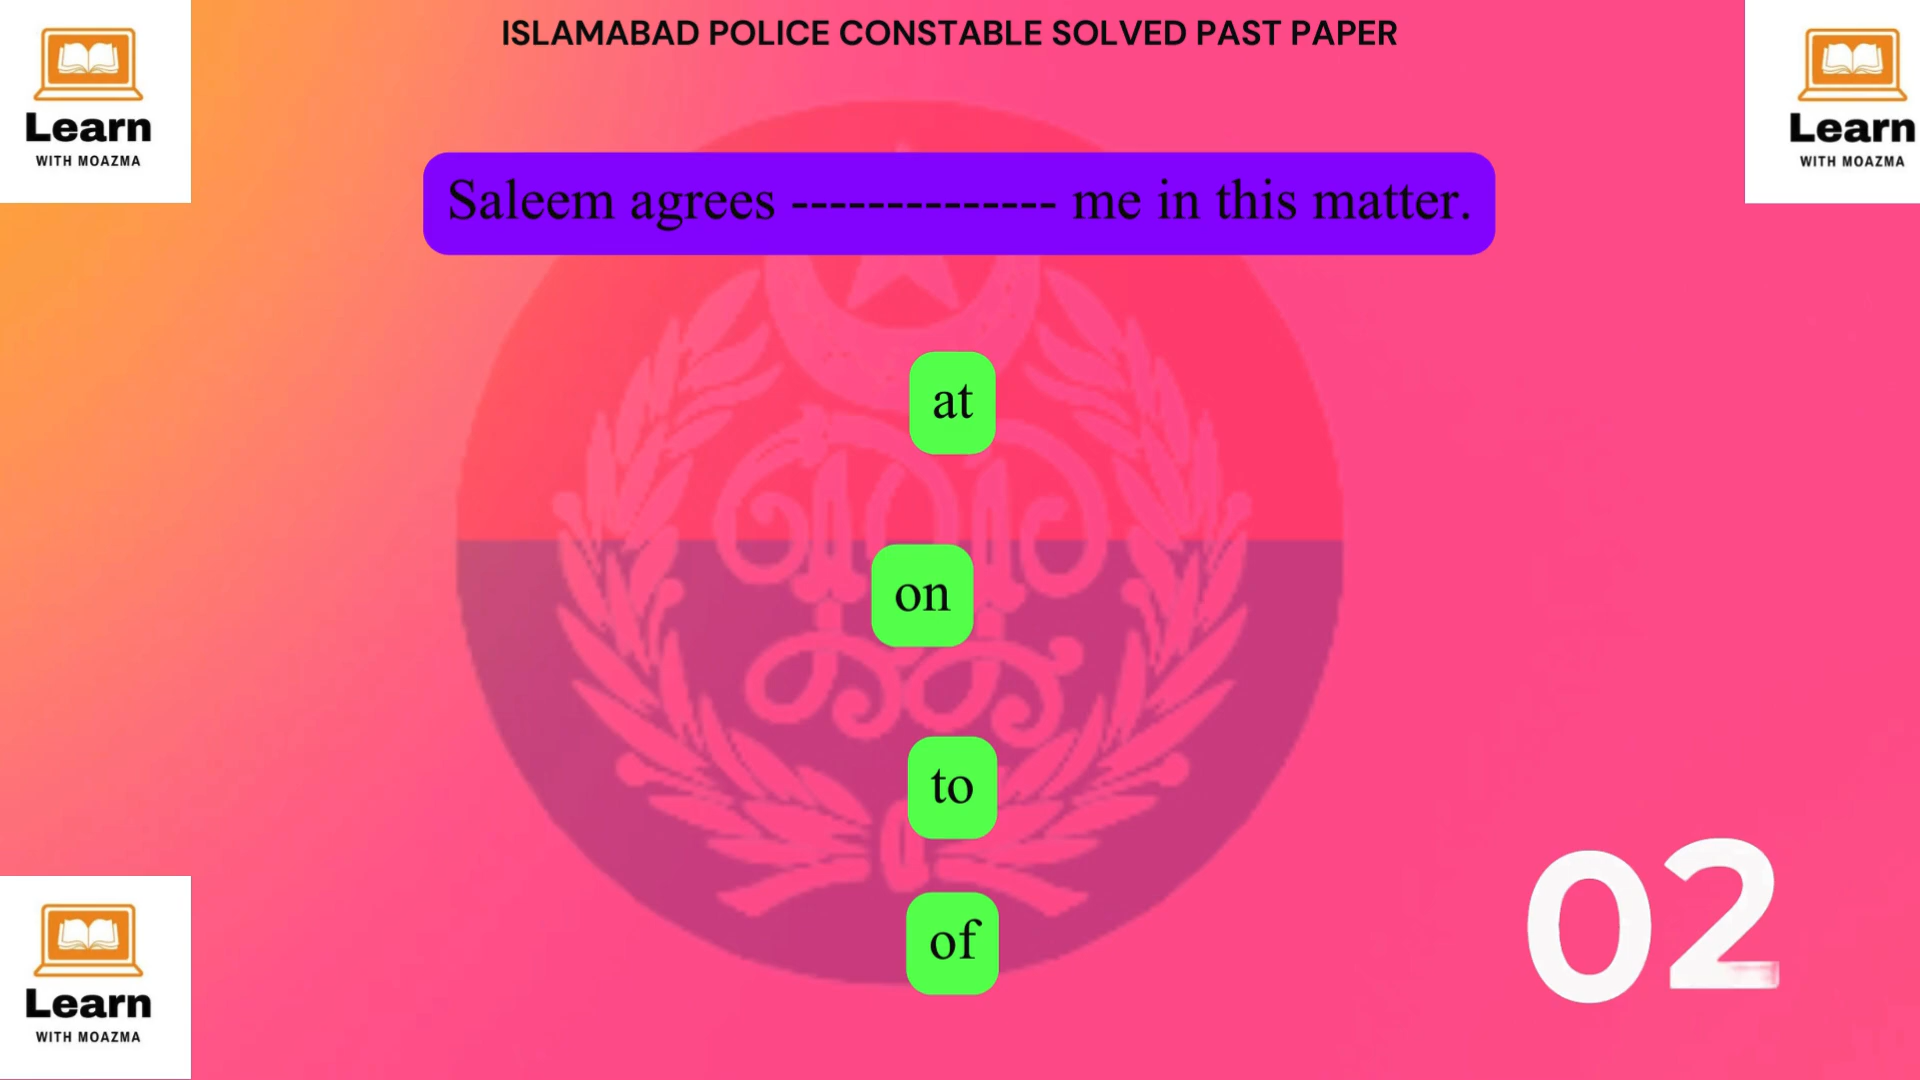 ISLAMABAD POLICE CONSTABLE SOLVED PAST PAPER
Learn
WITH MOAZMA
Learn
WITH MOAZMA
Saleem agrees -------------- me in this matter.
at
on
to
of
02
Learn
WITH MOAZMA